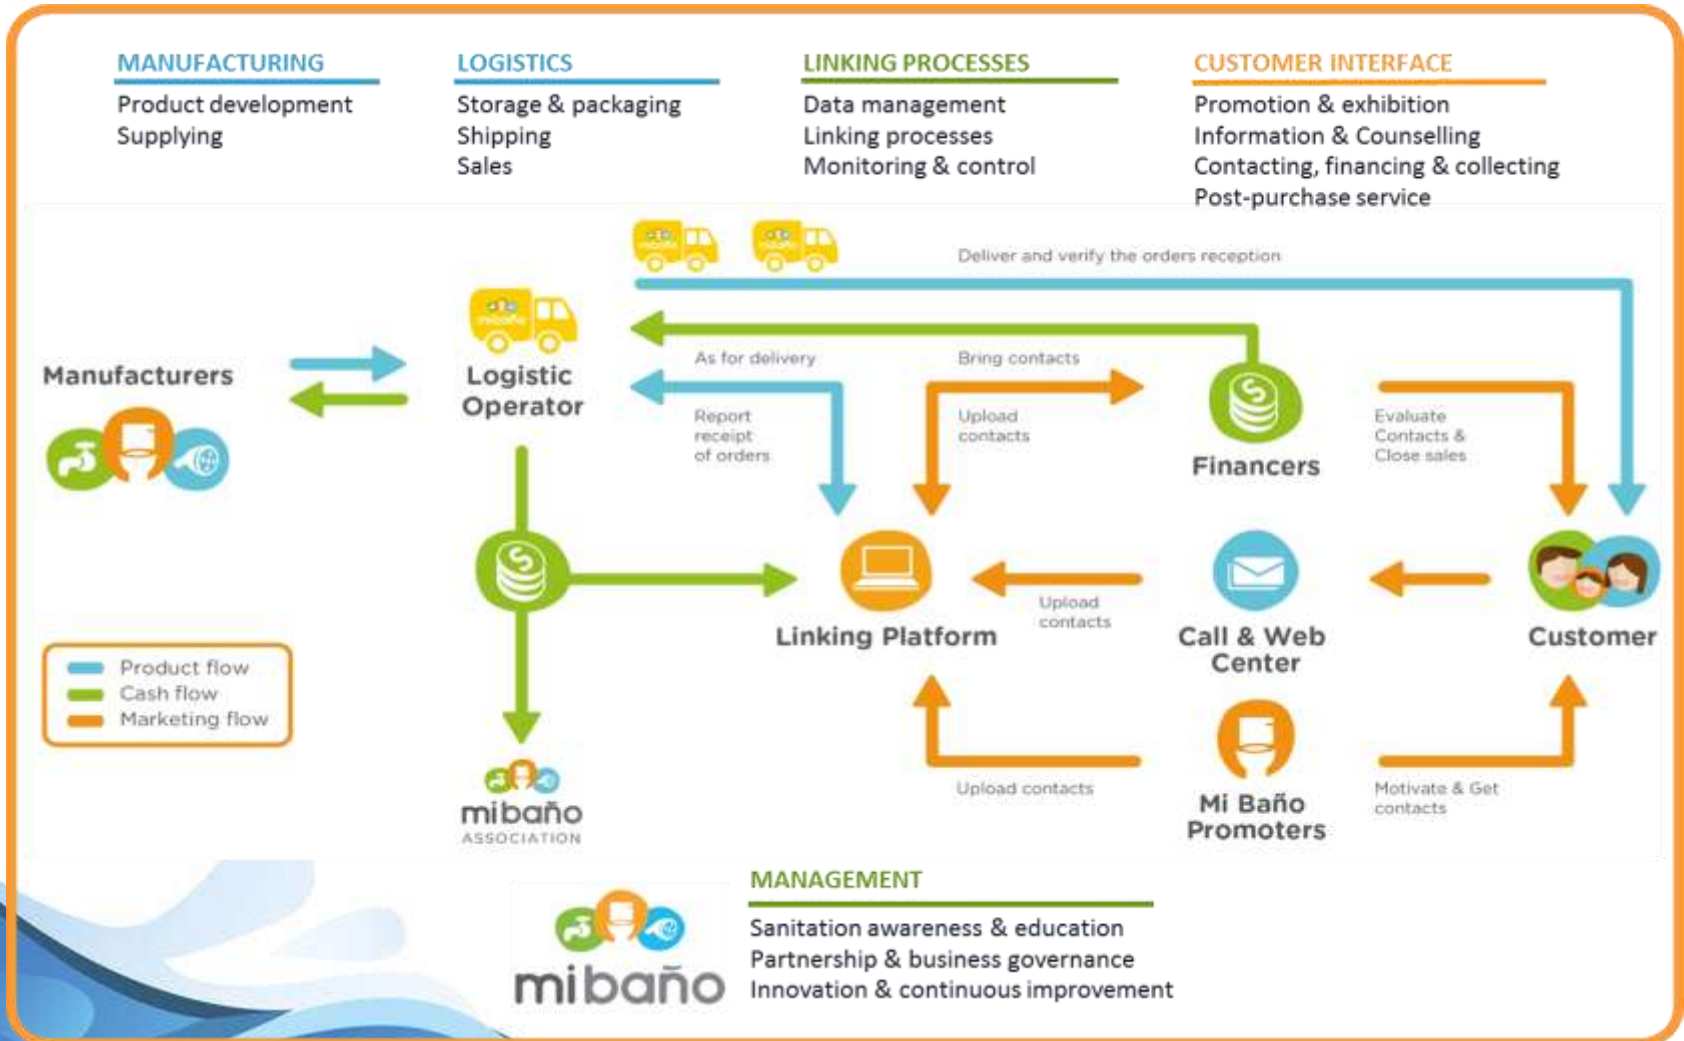 MANUFACTURING
Product development
Supplying
LOGISTICS
Storage & packaging
Shipping
Sales
LINKING PROCESSES
Data management
Linking processes
Monitoring & control
CUSTOMER INTERFACE
Promotion & exhibition
Information & Counselling
Contacting, financing & collecting
Post-purchase service
mibaño
mibaño
Deliver and verify the orders reception
mibaño
Manufacturers
Logistic
Operator
As for delivery
Report
receipt
of orders
Bring contacts
Upload
contacts
Financers
Evaluate
Contacts &
Close sales
Linking Platform
Upload
contacts
Call & Web
Center
Customer
Product flow
Cash flow
Marketing flow
mibaño
ASSOCIATION
Upload contacts
Mi Baño
Promoters
Motivate & Get
contacts
mibaño
MANAGEMENT
Sanitation awareness & education
Partnership & business governance
Innovation & continuous improvement